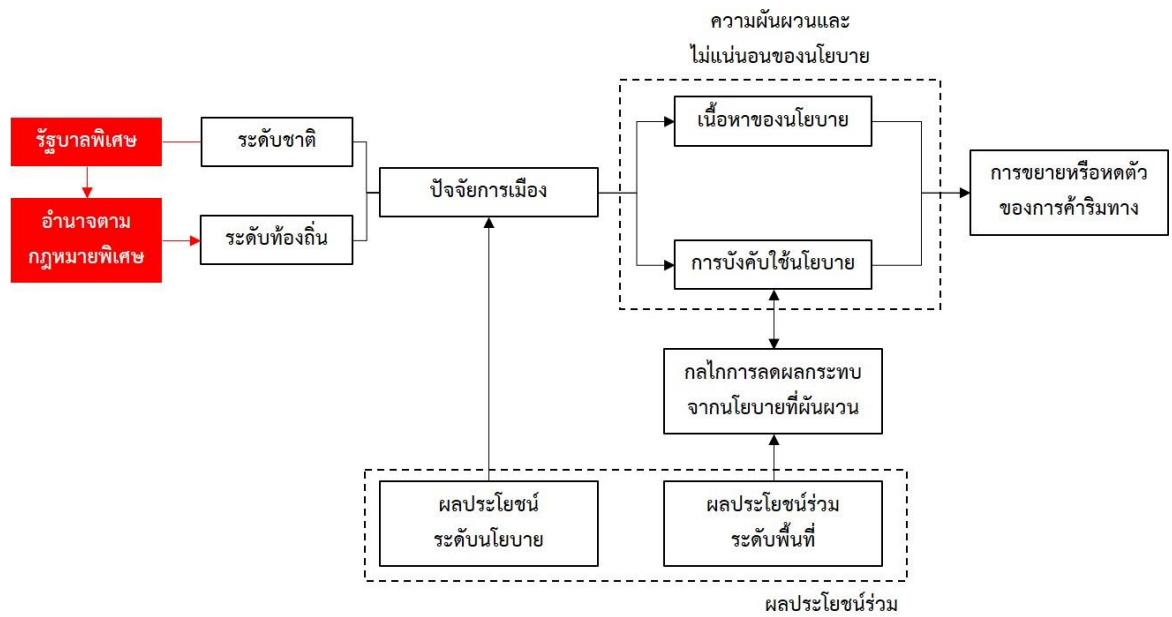 ความผันผวนและ
ไม่แน่นอนของนโยบาย
รัฐบาลพิเศษ
ระดับชาติ
เนื้อหาของนโยบาย
ปัจจัยการเมือง
การขยายหรือหดตัว
ของการค้าริมทาง
อำนาจตาม
กฎหมายพิเศษ
ระดับท้องถิ่น
การบังคับใช้นโยบาย
กลไกการลดผลกระทบ
จากนโยบายที่ผันผวน
ผลประโยชน์
ระดับนโยบาย
ผลประโยชน์ร่วม
ระดับพื้นที่
ผลประโยชน์ร่วม